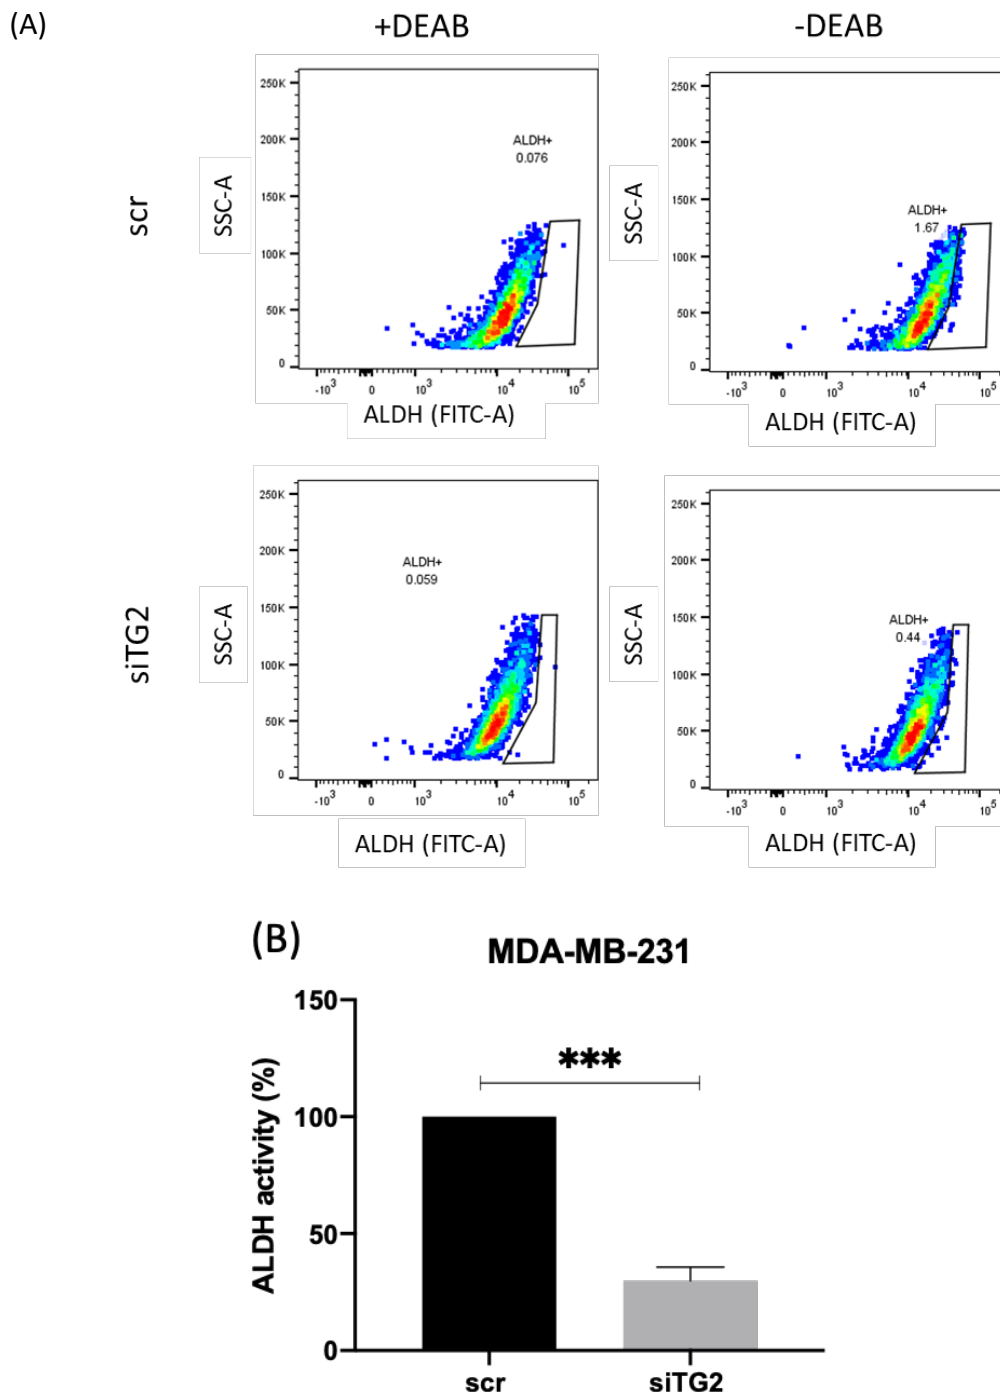 (A)
+DEAB
-DEAB
scr
SSC-A
250K
200K
150K
100K
50K
0
ALDH+
0.076
-10³
0
10³
10⁴
10⁵
ALDH (FITC-A)
SSC-A
250K
200K
150K
100K
50K
0
ALDH+
1.67
-10³
0
10³
10⁴
10⁵
ALDH (FITC-A)
siTG2
SSC-A
250K
200K
150K
100K
50K
0
ALDH+
0.059
-10³
0
10³
10⁴
10⁵
ALDH (FITC-A)
SSC-A
250K
200K
150K
100K
50K
0
ALDH+
0.44
-10³
0
10³
10⁴
10⁵
ALDH (FITC-A)
(B)
MDA-MB-231
ALDH activity (%)
150
100
50
0
***
scr
siTG2